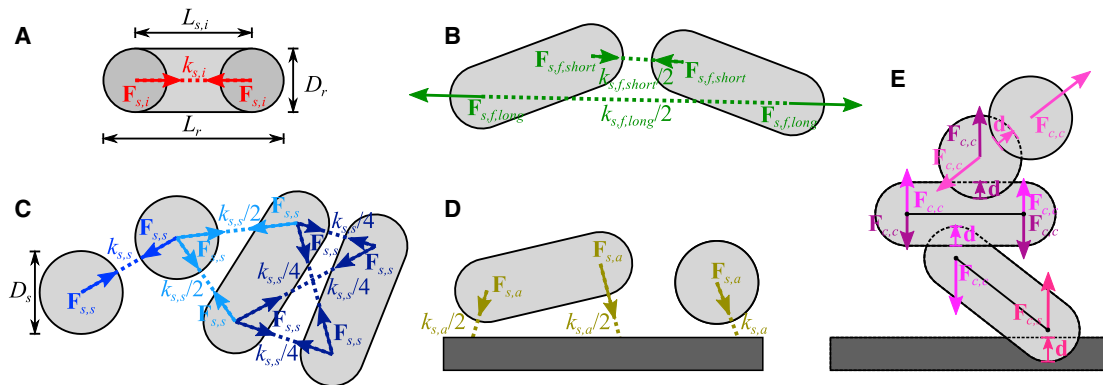 A
L_{s,i}
k_{s,i}
F_{s,i}
F_{s,i}
D_r
L_r
B
F_{s,f,short}
F_{s,f,short}
k_{s,f,short}/2
F_{s,f,long}
F_{s,f,long}
k_{s,f,long}/2
C
D_s
F_{s,s}
k_{s,s}
F_{s,s}
k_{s,s}/2
F_{s,s}
F_{s,s}
k_{s,s}/2
F_{s,s}
F_{s,s}
k_{s,s}/4
F_{s,s}
k_{s,s}/4
k_{s,s}/4
F_{s,s}
F_{s,s}
k_{s,s}/4
D
F_{s,a}
F_{s,a}
F_{s,a}
k_{s,a}/2
k_{s,a}/2
k_{s,a}
E
F_{c,c}
d
F_{c,c}
F_{c,c}
d
F_{c,c}
F_{c,c}
F_{c,c}
F_{c,c}
d
F_{c,c}
F_{c,s}
d